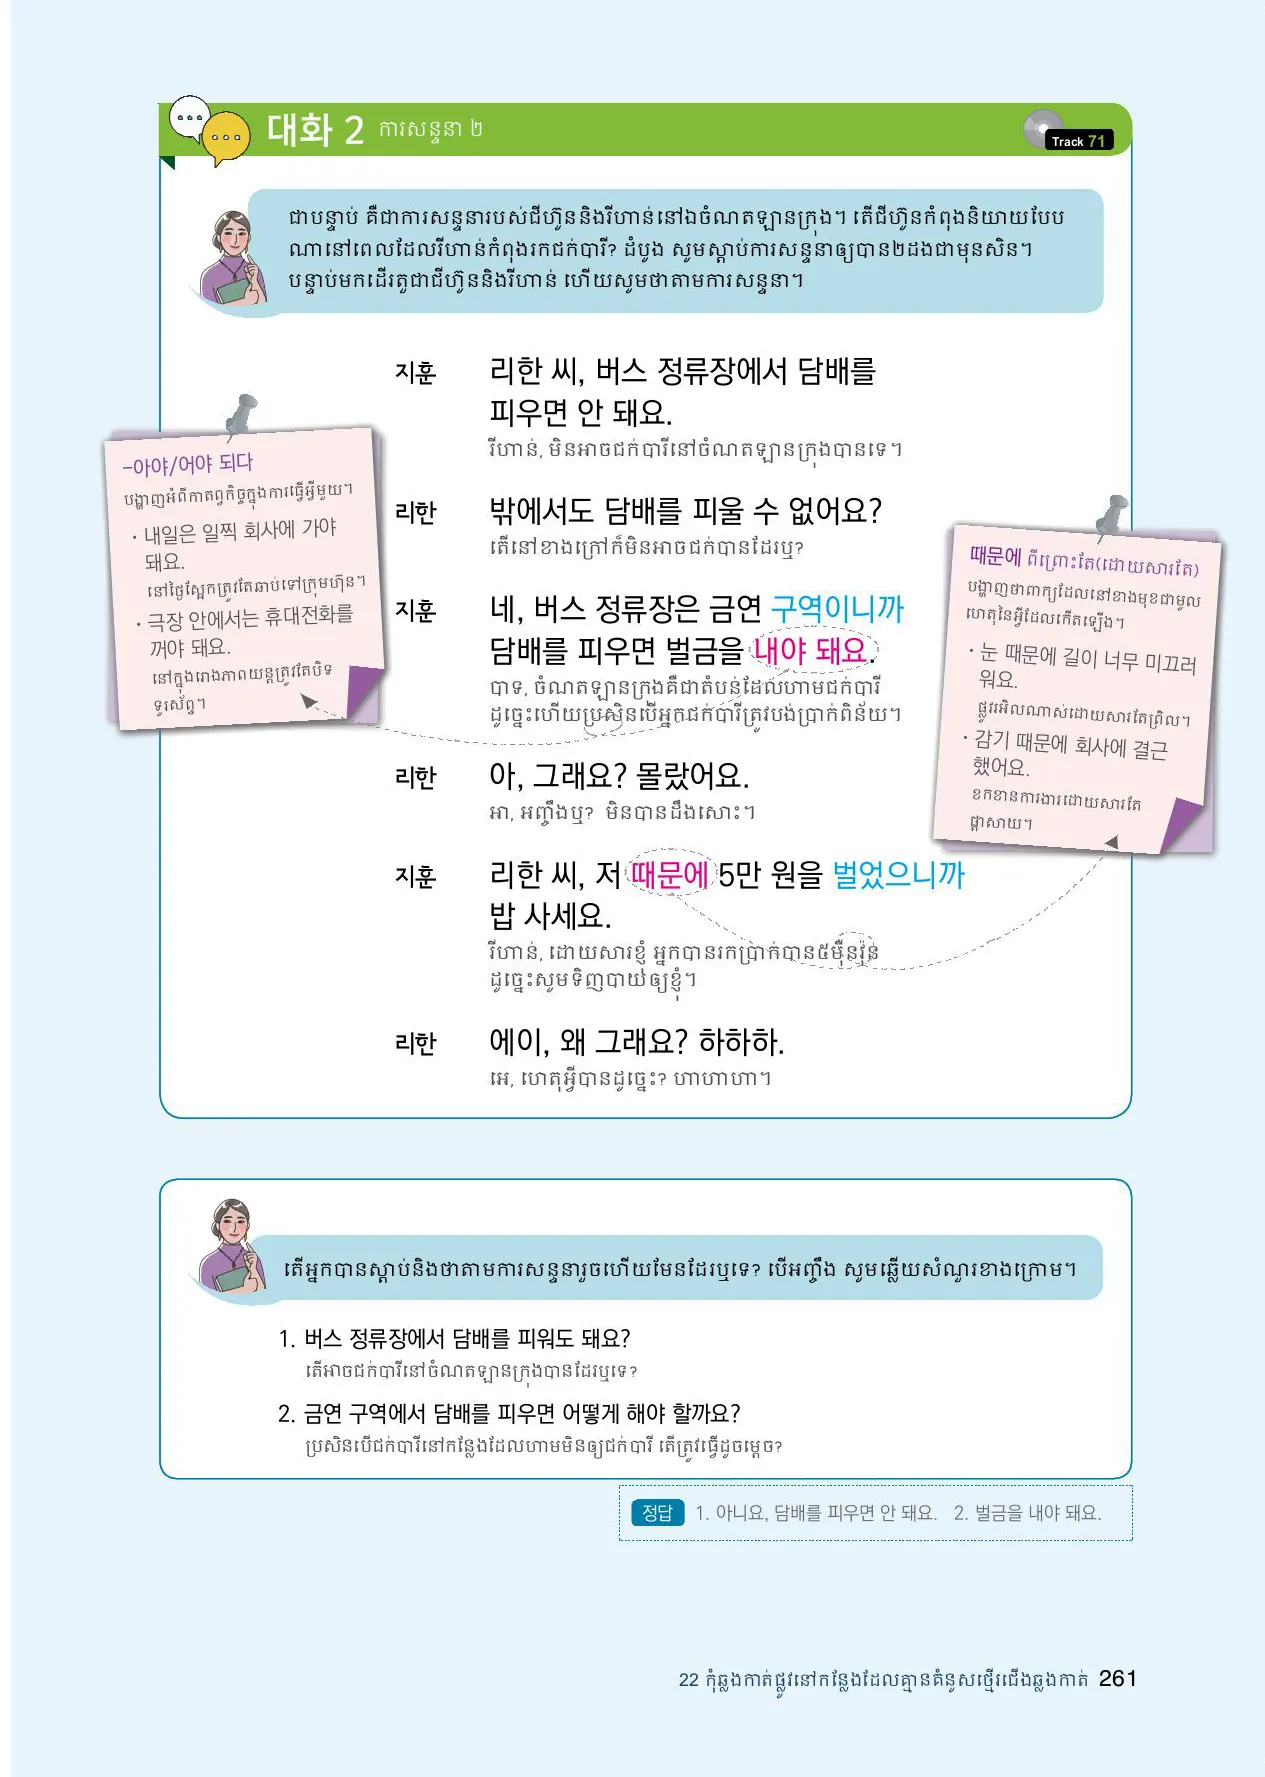 대화 2 ការសន្ទនា ២
Track 71
ជាបន្ទាប់ គឺជាការសន្ទនារបស់ជីហ៊ូននិងរីហាន់នៅឯចំណតឡានក្រុង។ តើជីហ៊ូនកំពុងនិយាយបែប
ណានៅពេលដែលរីហាន់កំពុងរកជក់បារី? ដំបូង សូមស្តាប់ការសន្ទនាឲ្យបាន២ដងជាមុនសិន។
បន្ទាប់មកដើរតួជាជីហ៊ូននិងរីហាន់ ហើយសូមថាតាមការសន្ទនា។
지훈 리한 씨, 버스 정류장에서 담배를
피우면 안 돼요.
រីហាន់, មិនអាចជក់បារីនៅចំណតឡានក្រុងបានទេ។
리한 밖에서도 담배를 피울 수 없어요?
តើនៅខាងក្រៅក៏មិនអាចជក់បានដែរឬ?
지훈 네, 버스 정류장은 금연 구역이니까
담배를 피우면 벌금을 내야 돼요.
បាទ, ចំណតឡានក្រុងគឺជាតំបន់ដែលហាមជក់បារី
ដូច្នេះហើយប្រសិនបើអ្នកជក់បារីត្រូវបង់ប្រាក់ពិន័យ។
리한 아, 그래요? 몰랐어요.
អា, អញ្ចឹងឬ? មិនបានដឹងសោះ។
지훈 리한 씨, 저 때문에 5만 원을 벌었으니까
밥 사세요.
រីហាន់, ដោយសារខ្ញុំ អ្នកបានរកប្រាក់បាន៥ម៉ឺនវ៉ុន
ដូច្នេះសូមទិញបាយឲ្យខ្ញុំ។
리한 에이, 왜 그래요? 하하하.
អេ, ហេតុអ្វីបានដូច្នេះ? ហាហាហា។
-아야/어야 되다
បង្ហាញអំពីកាតព្វកិច្ចក្នុងការធ្វើអ្វីមួយ។
· 내일은 일찍 회사에 가야
돼요.
នៅថ្ងៃស្អែកត្រូវតែឆាប់ទៅក្រុមហ៊ុន។
· 극장 안에서는 휴대전화를
꺼야 돼요.
នៅក្នុងរោងភាពយន្តត្រូវតែបិទ
ទូរស័ព្ទ។
때문에 ពីព្រោះតែ(ដោយសារតែ)
បង្ហាញថាពាក្យដែលនៅខាងមុខជាមូល
ហេតុនៃអ្វីដែលកើតឡើង។
· 눈 때문에 길이 너무 미끄러
워요.
ផ្លូវរអិលណាស់ដោយសារតែព្រិល។
· 감기 때문에 회사에 결근
했어요.
ខកខានការងារដោយសារតែ
ផ្តាសាយ។
តើអ្នកបានស្តាប់និងថាតាមការសន្ទនារួចហើយមែនដែរឬទេ? បើអញ្ចឹង សូមឆ្លើយសំណួរខាងក្រោម។
1. 버스 정류장에서 담배를 피워도 돼요?
តើអាចជក់បារីនៅចំណតឡានក្រុងបានដែរឬទេ?
2. 금연 구역에서 담배를 피우면 어떻게 해야 할까요?
ប្រសិនបើជក់បារីនៅកន្លែងដែលហាមមិនឲ្យជក់បារី តើត្រូវធ្វើដូចម្តេច?
정답 1. 아니요, 담배를 피우면 안 돼요. 2. 벌금을 내야 돼요.
22 កុំឆ្លងកាត់ផ្លូវនៅកន្លែងដែលគ្មានគំនូសថ្មើរជើងឆ្លងកាត់ 261